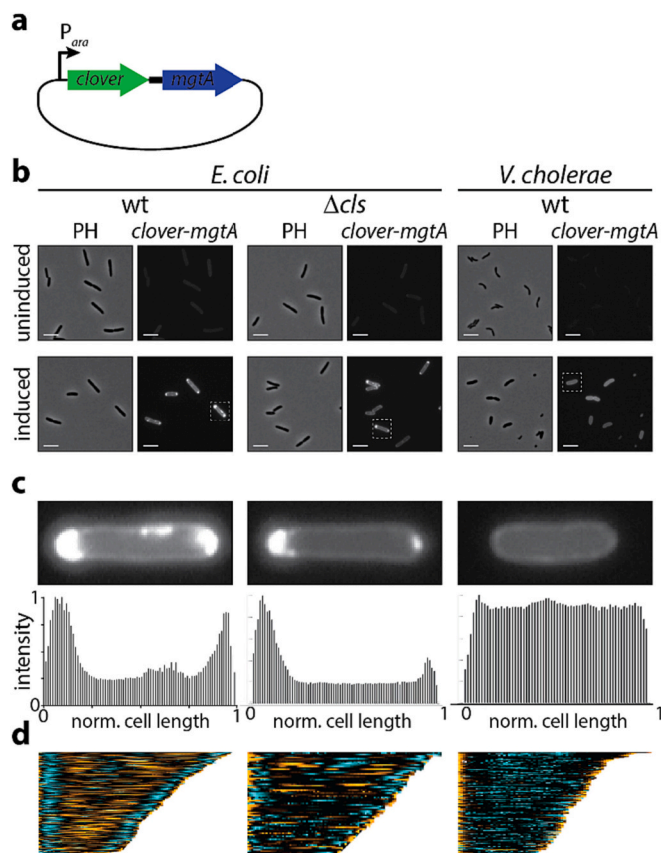 a
P ara
clover mgtA
b
E. coli V. cholerae
wt Δcls wt
PH clover-mgtA PH clover-mgtA PH clover-mgtA
uninduced
induced
c
intensity
1
0
0 1 0 1 0 1
norm. cell length norm. cell length norm. cell length
d